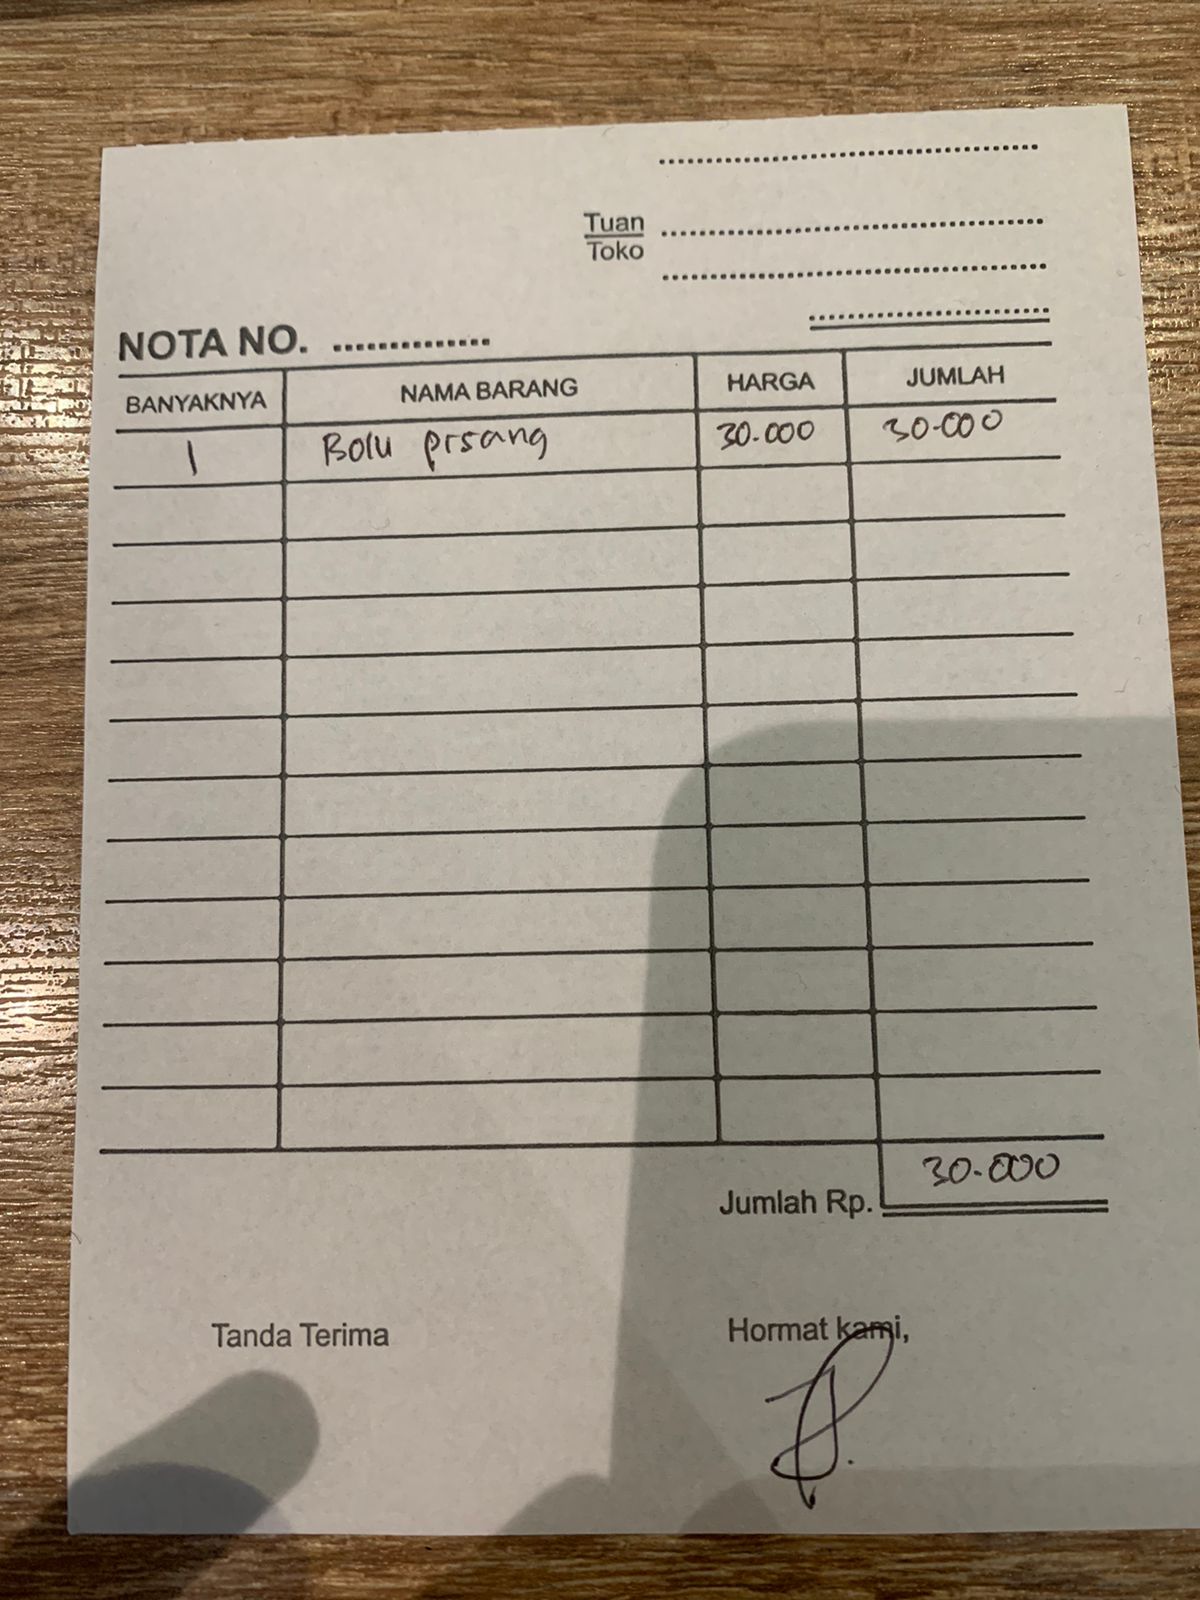 Tuan
Toko
NOTA NO. ..............
BANYAKNYA NAMA BARANG HARGA JUMLAH
1 Bolu pisang 30.000 30.000
Jumlah Rp. 30.000
Tanda Terima Hormat kami,